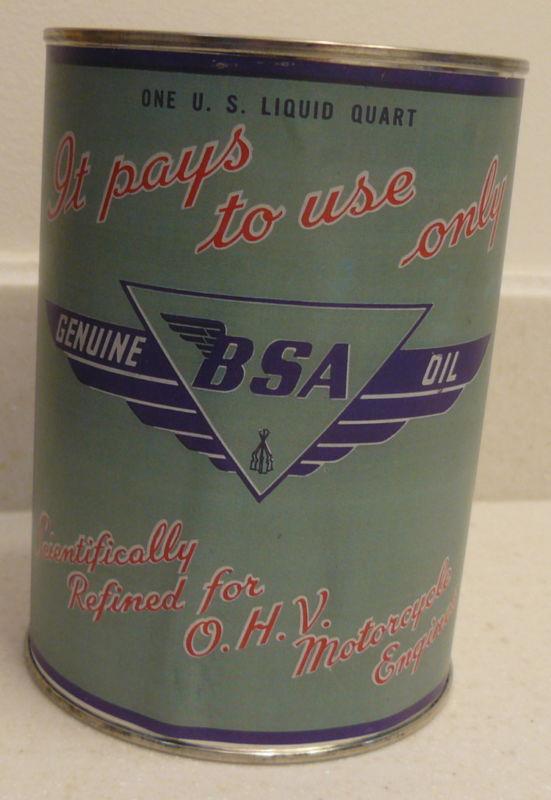 ONE U. S. LIQUID QUART
It pays
to use
only
GENUINE BSA OIL
Scientifically
Refined for
O.H.V.
Motorcycle
Engines